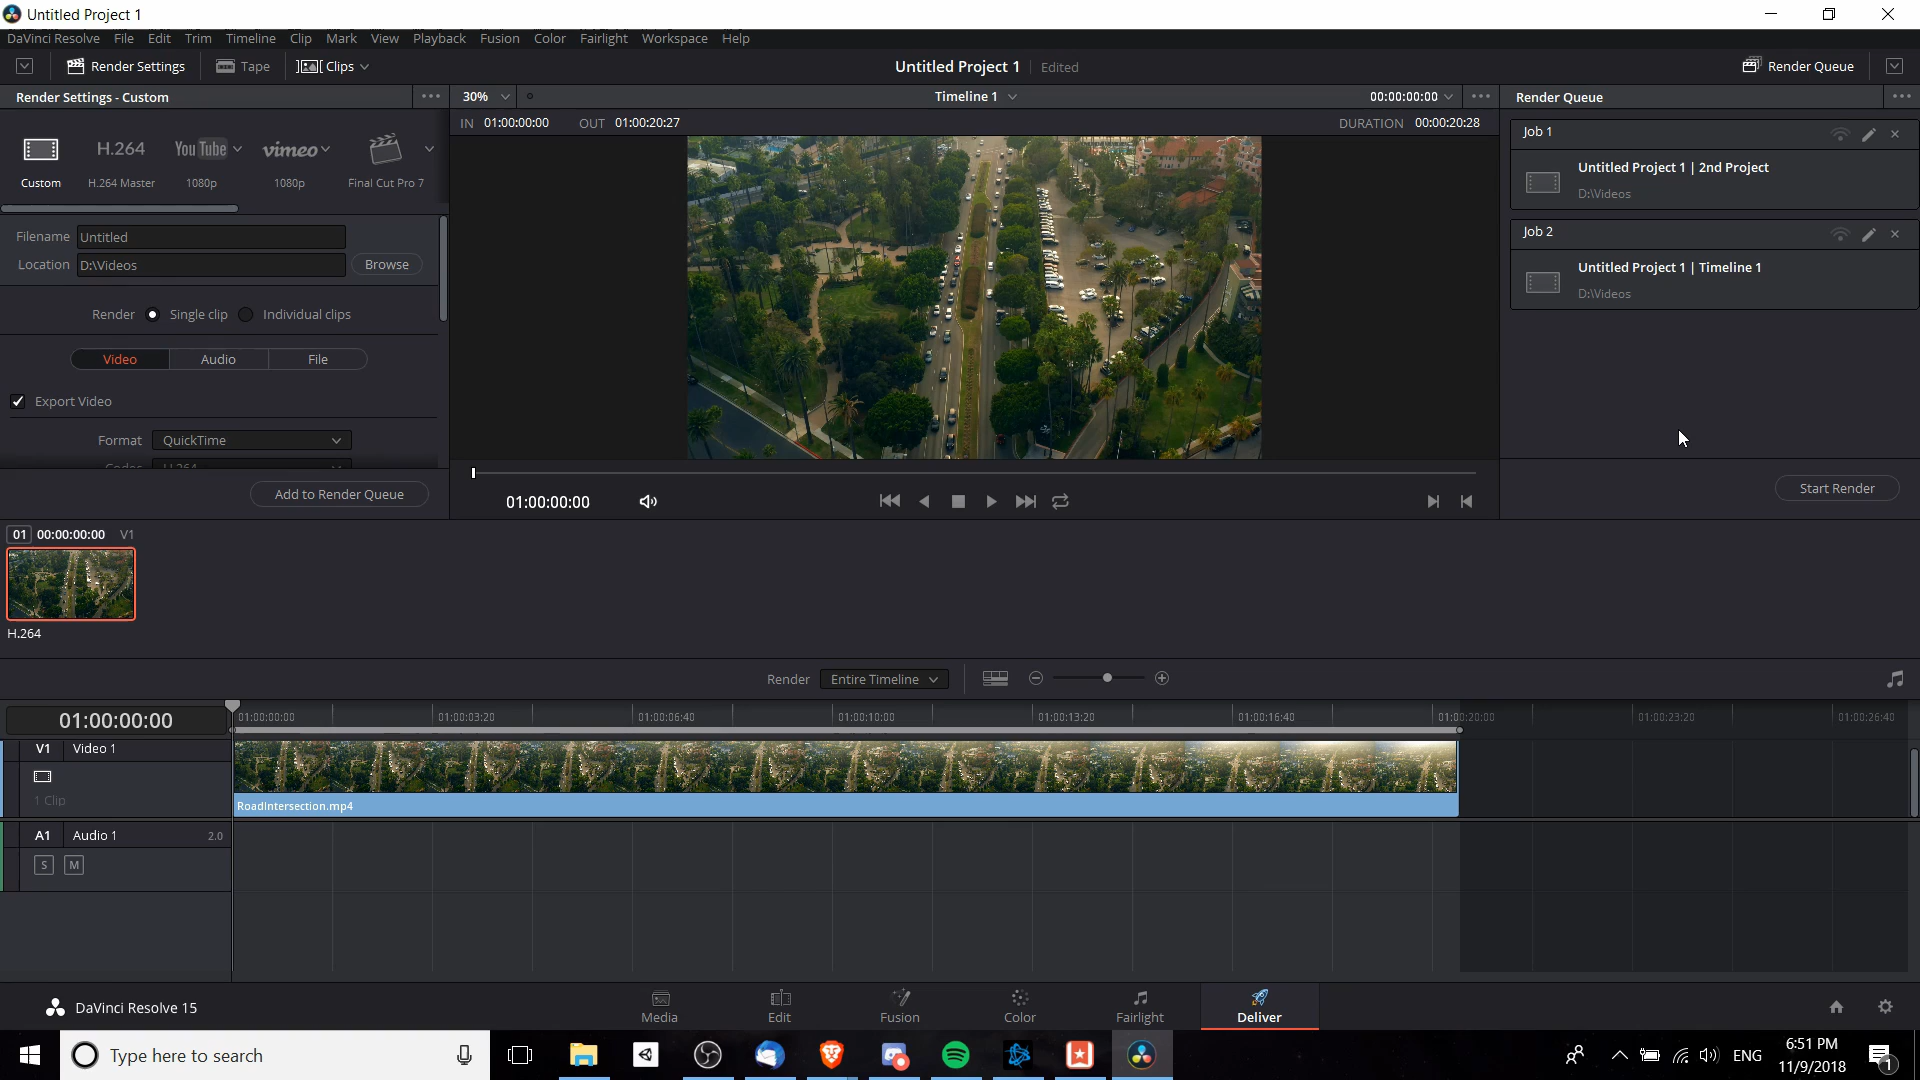 Untitled Project 1
DaVinci Resolve File Edit Trim Timeline Clip Mark View Playback Fusion Color Fairlight Workspace Help
Render Settings Tape Clips Untitled Project 1 Edited Render Queue
Render Settings - Custom 30% Timeline 1 00:00:00:00 Render Queue
IN 01:00:00:00 OUT 01:00:20:27 DURATION 00:00:20:28
H.264 YouTube vimeo
Custom H.264 Master 1080p 1080p Final Cut Pro 7
Job 1
Untitled Project 1 | 2nd Project
D:\Videos
Job 2
Untitled Project 1 | Timeline 1
D:\Videos
Filename Untitled
Location D:\Videos Browse
Render Single clip Individual clips
Video Audio File
Export Video
Format QuickTime
Codec H.264
Add to Render Queue
01:00:00:00
Start Render
01 00:00:00:00 V1
H.264
Render Entire Timeline
01:00:00:00 01:00:00:00 01:00:03:20 01:00:06:40 01:00:10:00 01:00:13:20 01:00:16:40 01:00:20:00 01:00:23:20 01:00:26:40
V1 Video 1
1 Clip
RoadIntersection.mp4
A1 Audio 1 2.0
S M
DaVinci Resolve 15
Media Edit Fusion Color Fairlight Deliver
Type here to search
ENG
6:51 PM
11/9/2018
1